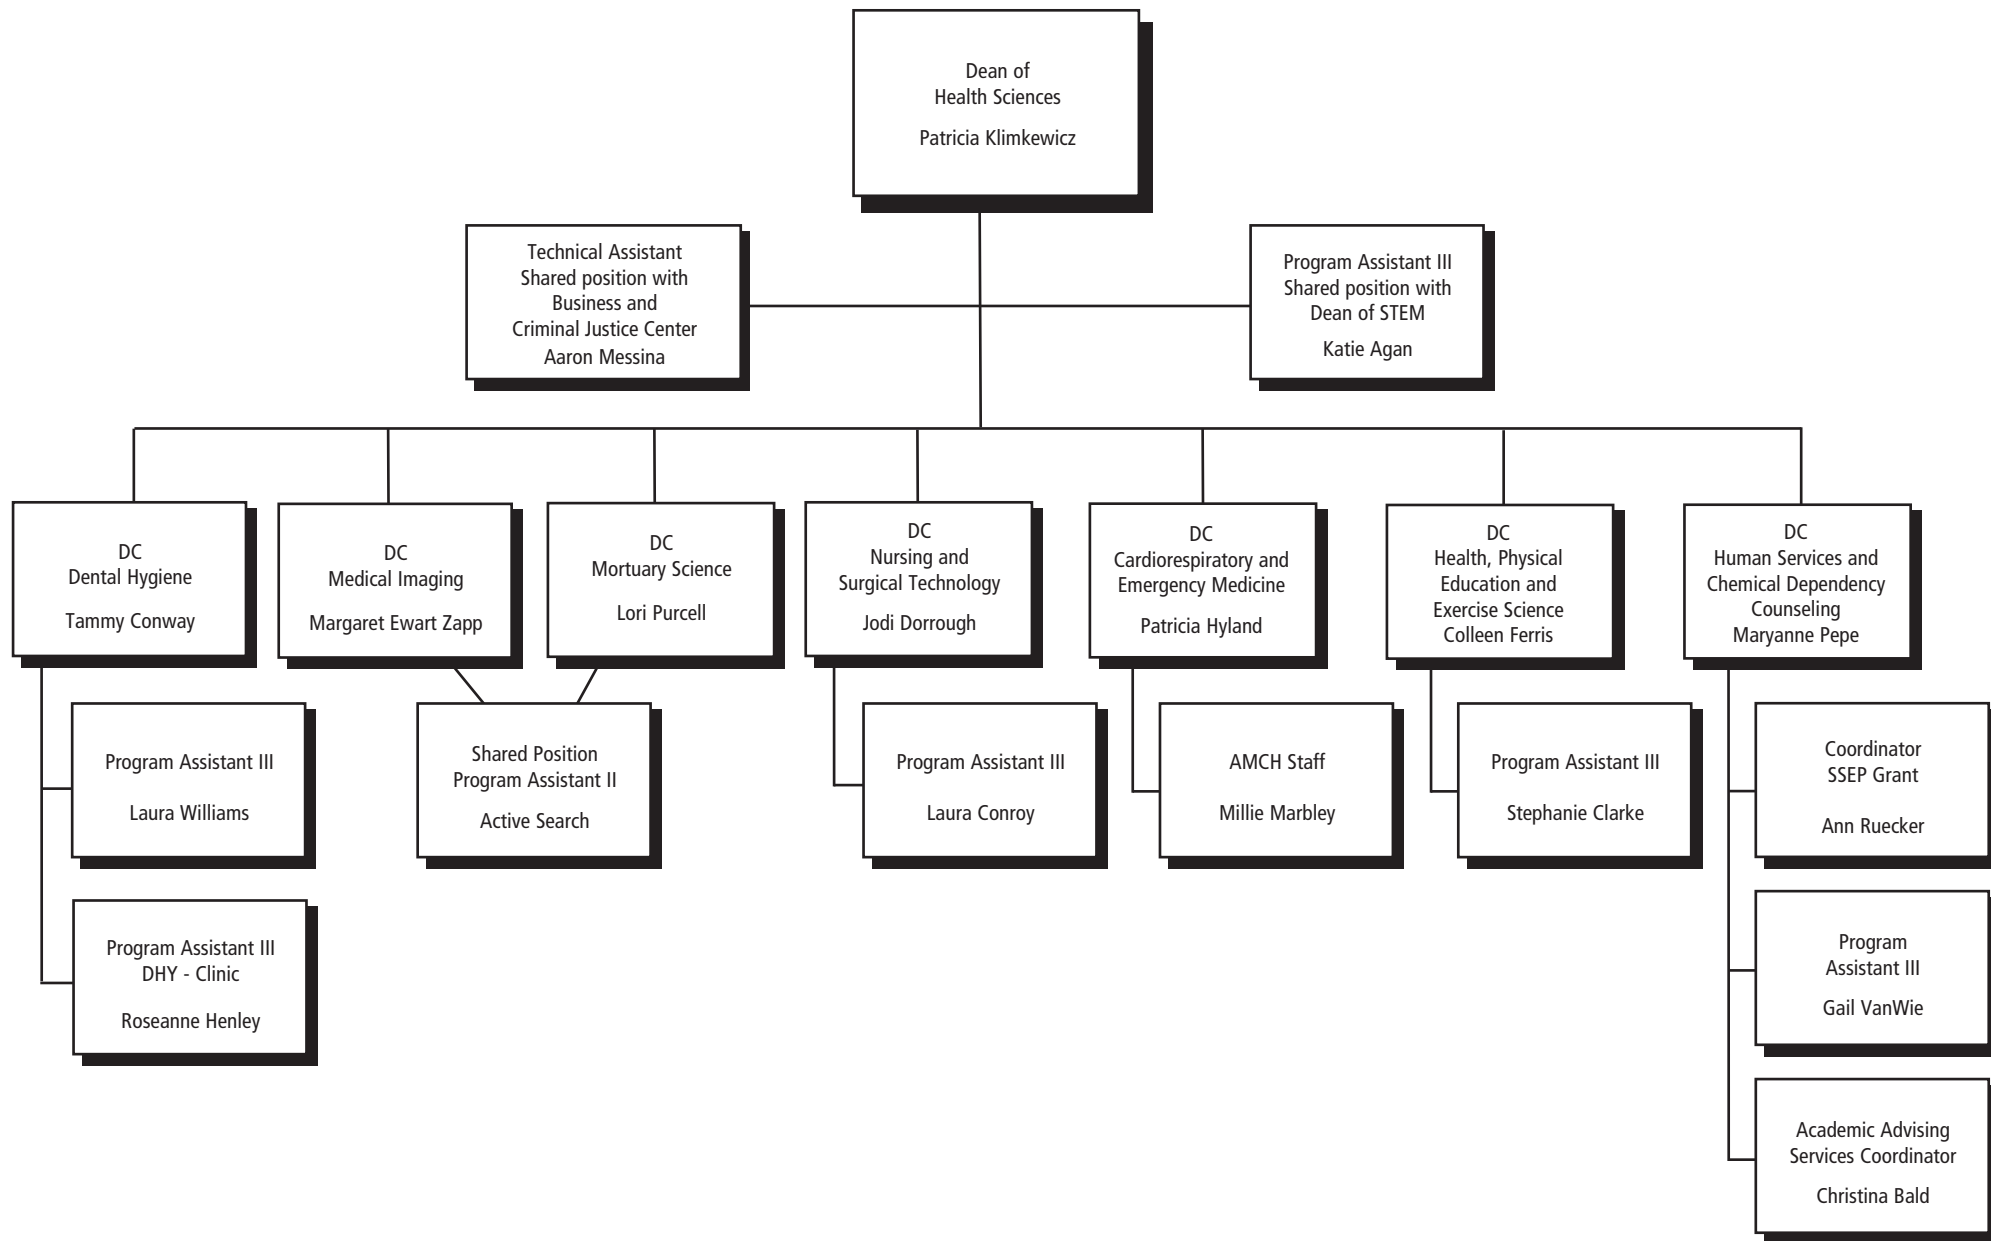 Dean of
Health Sciences
Patricia Klimkewicz
Technical Assistant
Shared position with
Business and
Criminal Justice Center
Aaron Messina
Program Assistant III
Shared position with
Dean of STEM
Katie Agan
DC
Dental Hygiene
Tammy Conway
DC
Medical Imaging
Margaret Ewart Zapp
DC
Mortuary Science
Lori Purcell
DC
Nursing and
Surgical Technology
Jodi Dorrough
DC
Cardiorespiratory and
Emergency Medicine
Patricia Hyland
DC
Health, Physical
Education and
Exercise Science
Colleen Ferris
DC
Human Services and
Chemical Dependency
Counseling
Maryanne Pepe
Program Assistant III
Laura Williams
Shared Position
Program Assistant II
Active Search
Program Assistant III
Laura Conroy
AMCH Staff
Millie Marbley
Program Assistant III
Stephanie Clarke
Coordinator
SSEP Grant
Ann Ruecker
Program Assistant III
DHY - Clinic
Roseanne Henley
Program
Assistant III
Gail VanWie
Academic Advising
Services Coordinator
Christina Bald